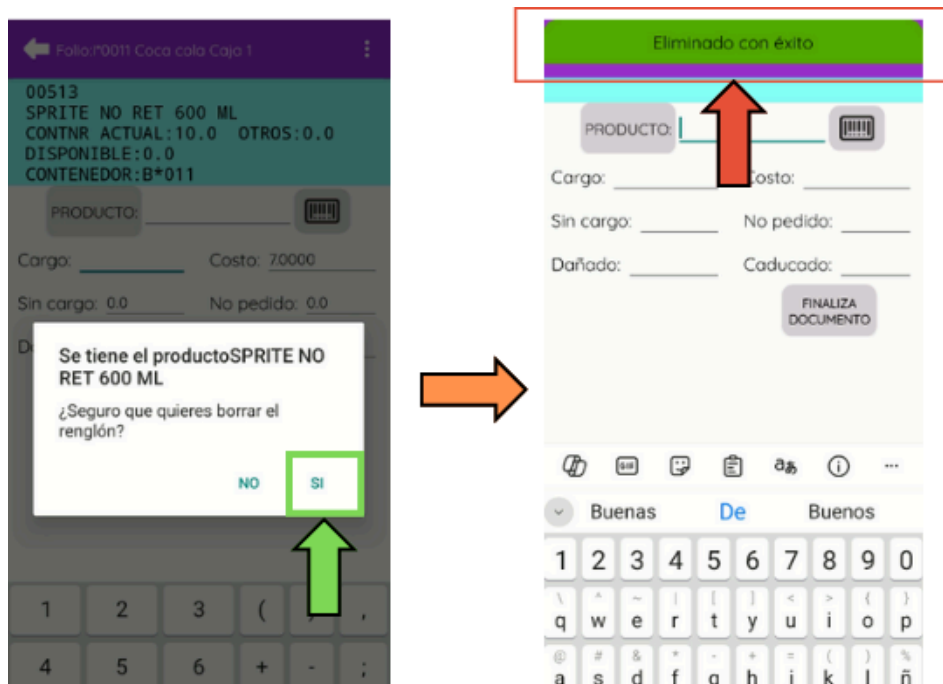 Folio:r*0011 Coca cola Caja 1
00513
SPRITE NO RET 600 ML
CONTNR ACTUAL:10.0 OTROS:0.0
DISPONIBLE:0.0
CONTENEDOR:B*011
PRODUCTO:
Cargo:
Costo: 7.0000
Sin cargo: 0.0
No pedido: 0.0
Se tiene el productoSPRITE NO
RET 600 ML
¿Seguro que quieres borrar el
renglón?
NO SI
1 2 3 ( ) ,
4 5 6 + - ;
Eliminado con éxito
PRODUCTO:
Cargo:
Costo:
Sin cargo:
No pedido:
Dañado:
Caducado:
FINALIZA
DOCUMENTO
GIF
Buenas De Buenos
1 2 3 4 5 6 7 8 9 0
\ ^ ~ | [ ] < > { }
q w e r t y u i o p
@ # & * - + = ( ) %
a s d f g h j k l ñ